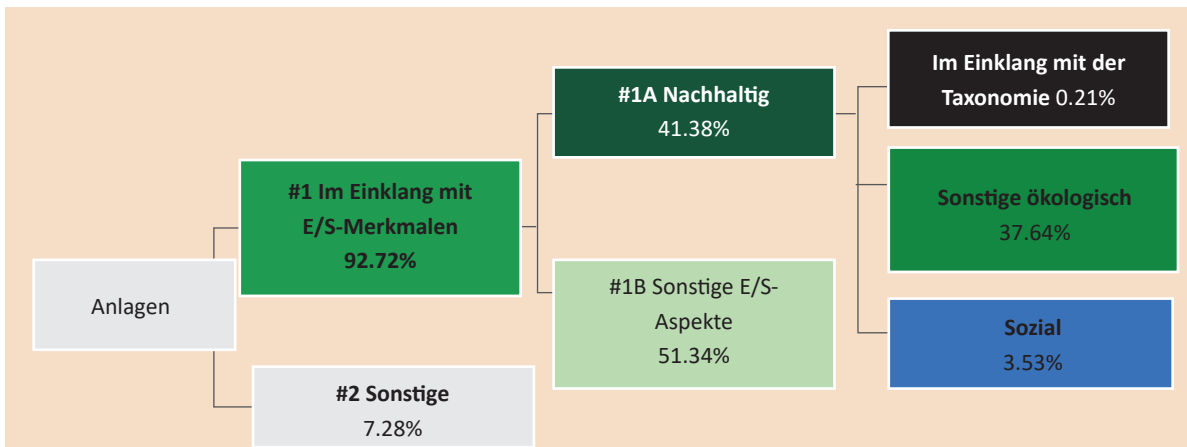 Anlagen
#1 Im Einklang mit
E/S-Merkmalen
92.72%
#2 Sonstige
7.28%
#1A Nachhaltig
41.38%
#1B Sonstige E/S-
Aspekte
51.34%
Im Einklang mit der
Taxonomie 0.21%
Sonstige ökologisch
37.64%
Sozial
3.53%